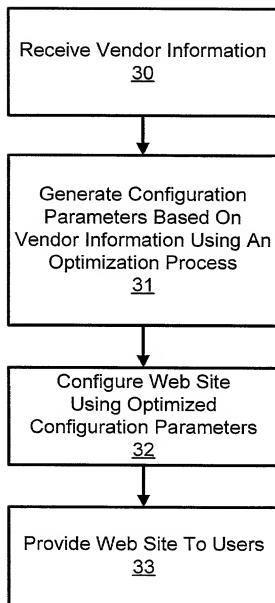 Receive Vendor Information
30
Generate Configuration
Parameters Based On
Vendor Information Using An
Optimization Process
31
Configure Web Site
Using Optimized
Configuration Parameters
32
Provide Web Site To Users
33